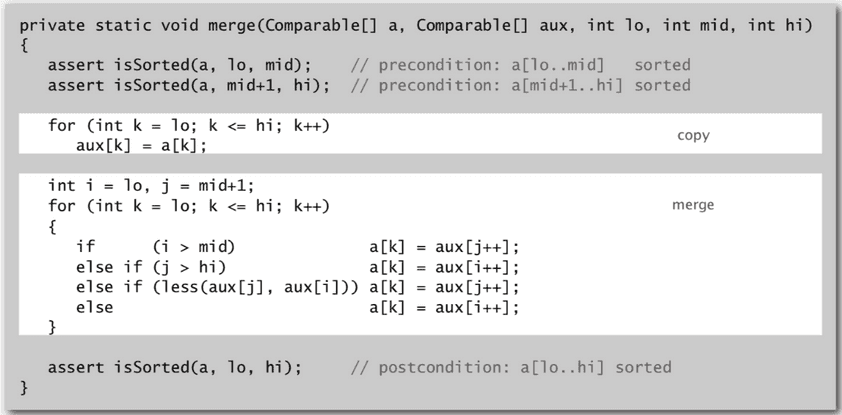 private static void merge(Comparable[] a, Comparable[] aux, int lo, int mid, int hi)
{
   assert isSorted(a, lo, mid);    // precondition: a[lo..mid]   sorted
   assert isSorted(a, mid+1, hi);  // precondition: a[mid+1..hi] sorted
   for (int k = lo; k <= hi; k++)
      aux[k] = a[k];
copy
   int i = lo, j = mid+1;
   for (int k = lo; k <= hi; k++)
merge
   {
      if      (i > mid)              a[k] = aux[j++];
      else if (j > hi)               a[k] = aux[i++];
      else if (less(aux[j], aux[i])) a[k] = aux[j++];
      else                           a[k] = aux[i++];
   }
   assert isSorted(a, lo, hi);     // postcondition: a[lo..hi] sorted
}